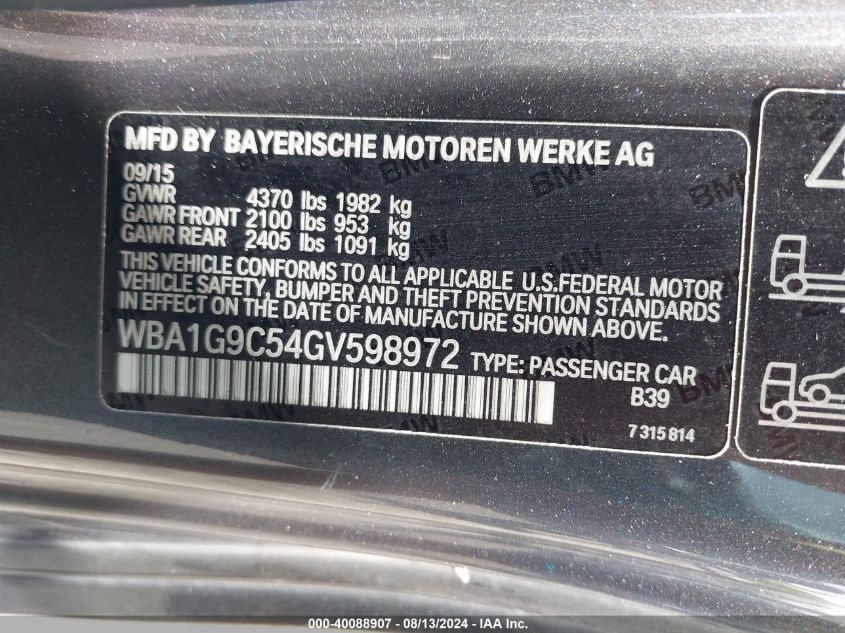 MFD BY BAYERISCHE MOTOREN WERKE AG
09/15
GVWR 4370 lbs 1982 kg
GAWR FRONT 2100 lbs 953 kg
GAWR REAR 2405 lbs 1091 kg
THIS VEHICLE CONFORMS TO ALL APPLICABLE U.S.FEDERAL MOTOR
VEHICLE SAFETY, BUMPER AND THEFT PREVENTION STANDARDS
IN EFFECT ON THE DATE OF MANUFACTURE SHOWN ABOVE.
WBA1G9C54GV598972 TYPE: PASSENGER CAR
B39
7 315 814
000-40088907 / 08/13/2024 - IAA Inc.